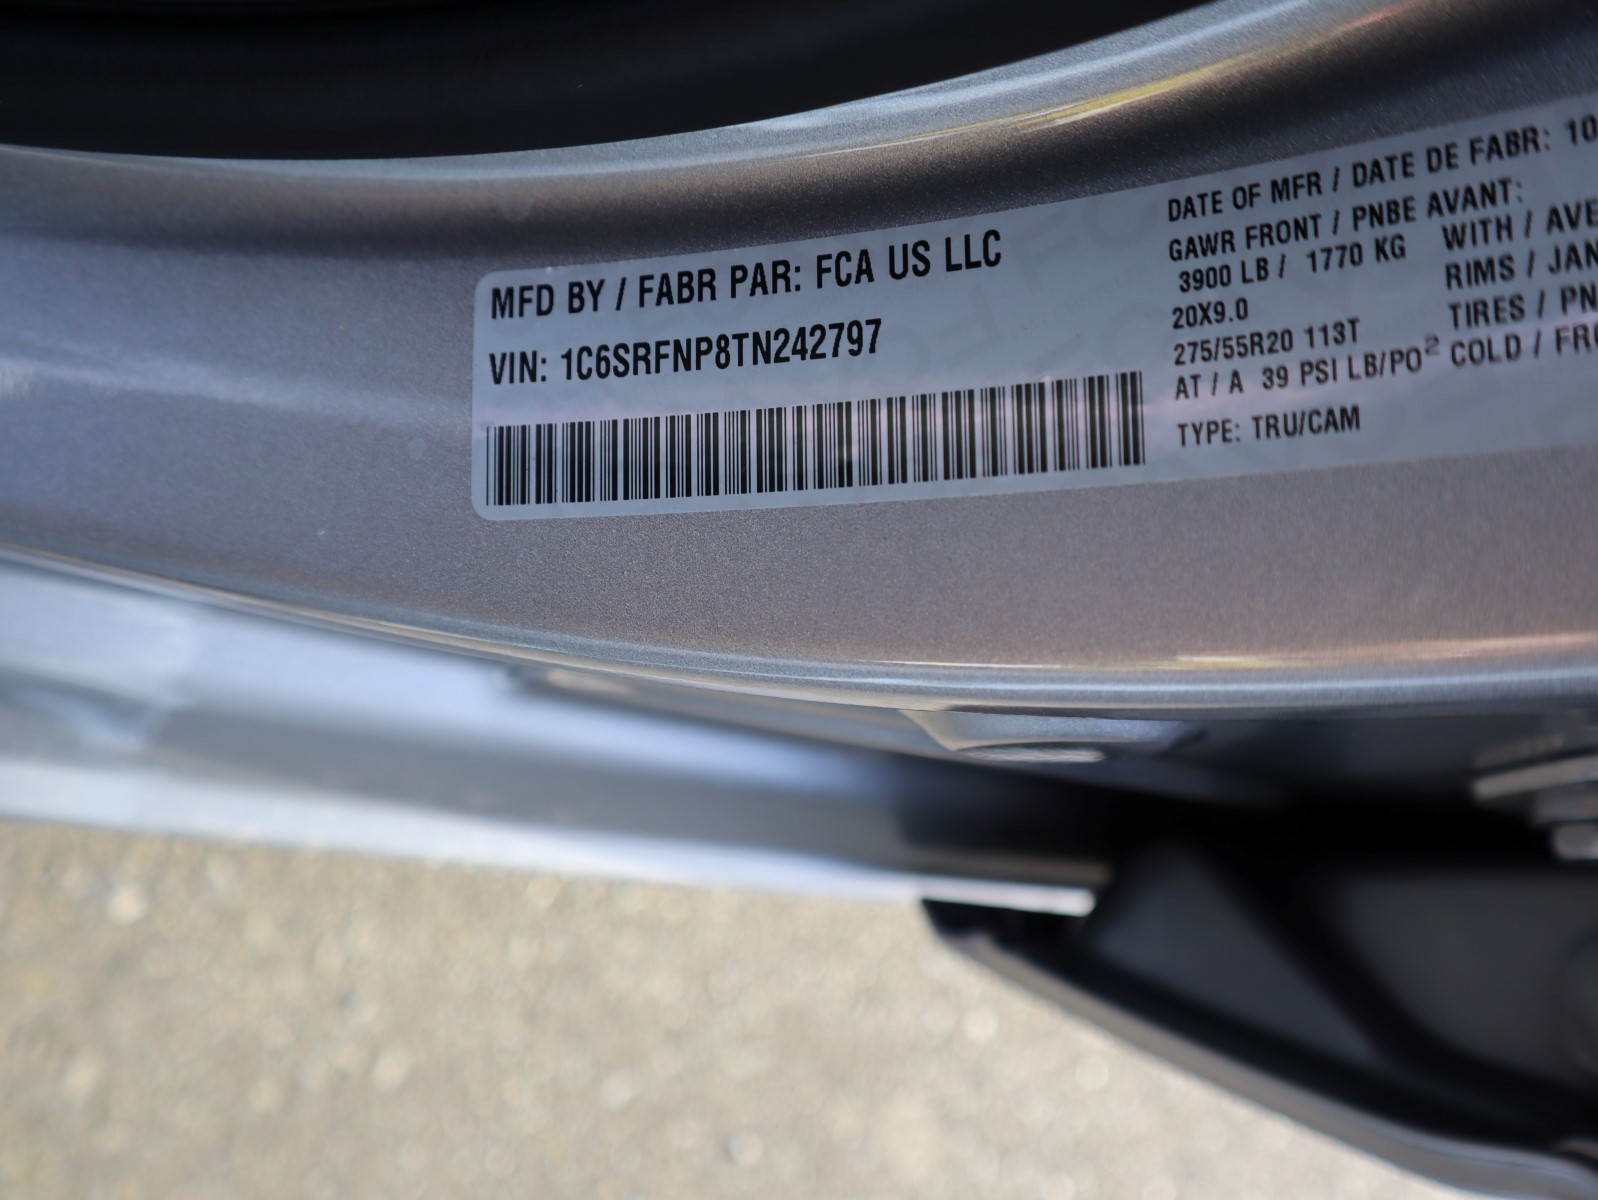 MFD BY / FABR PAR: FCA US LLC
VIN: 1C6SRFNP8TN242797
DATE OF MFR / DATE DE FABR: 10
GAWR FRONT / PNBE AVANT:
3900 LB / 1770 KG WITH / AVE
20X9.0 RIMS / JAN
275/55R20 113T TIRES / PN
AT / A 39 PSI LB/PO² COLD / FRO
TYPE: TRU/CAM